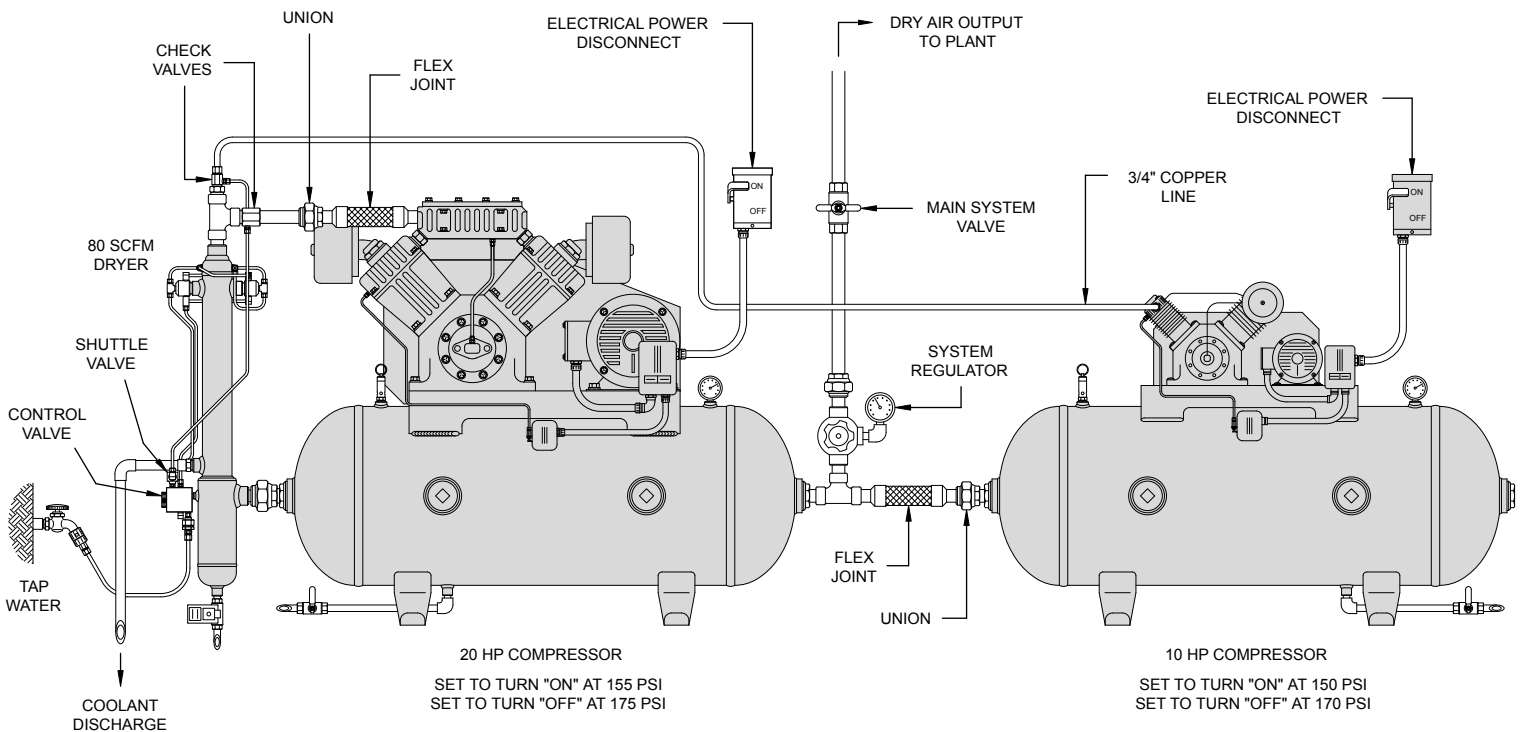 UNION
ELECTRICAL POWER
DISCONNECT
DRY AIR OUTPUT
TO PLANT
CHECK
VALVES
FLEX
JOINT
ELECTRICAL POWER
DISCONNECT
ON
OFF
3/4" COPPER
LINE
ON
OFF
MAIN SYSTEM
VALVE
80 SCFM
DRYER
SHUTTLE
VALVE
SYSTEM
REGULATOR
CONTROL
VALVE
TAP
WATER
FLEX
JOINT
UNION
20 HP COMPRESSOR
SET TO TURN "ON" AT 155 PSI
SET TO TURN "OFF" AT 175 PSI
10 HP COMPRESSOR
SET TO TURN "ON" AT 150 PSI
SET TO TURN "OFF" AT 170 PSI
COOLANT
DISCHARGE